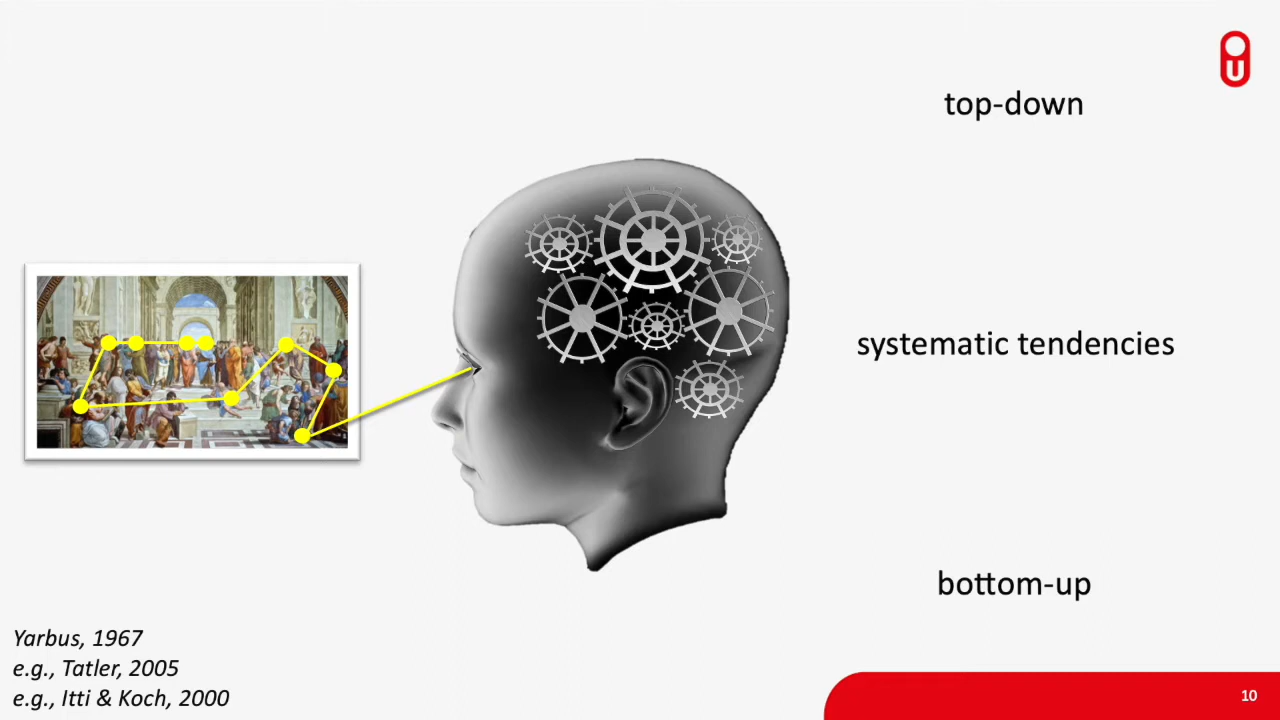 U
top-down
systematic tendencies
bottom-up
Yarbus, 1967
e.g., Tatler, 2005
e.g., Itti & Koch, 2000
10